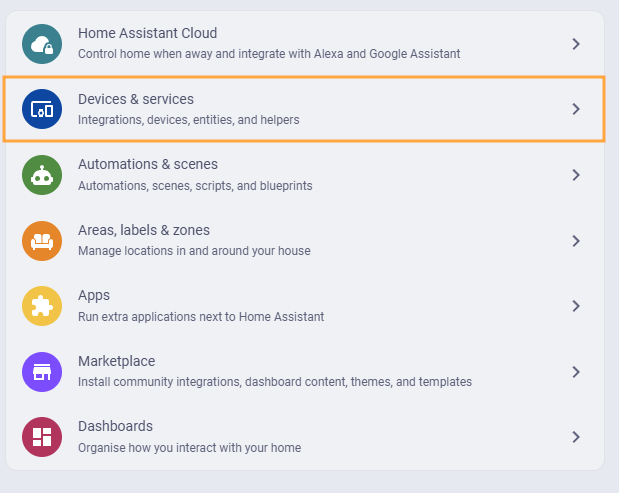 Home Assistant Cloud
Control home when away and integrate with Alexa and Google Assistant
Devices & services
Integrations, devices, entities, and helpers
Automations & scenes
Automations, scenes, scripts, and blueprints
Areas, labels & zones
Manage locations in and around your house
Apps
Run extra applications next to Home Assistant
Marketplace
Install community integrations, dashboard content, themes, and templates
Dashboards
Organise how you interact with your home